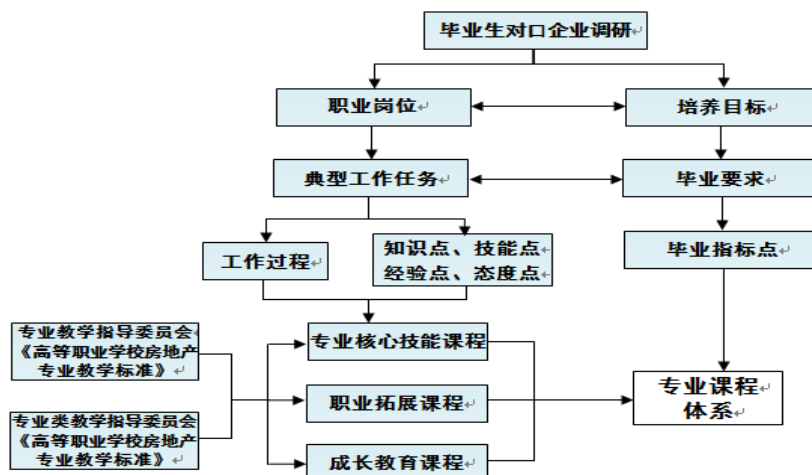 毕业生对口企业调研
职业岗位
培养目标
典型工作任务
毕业要求
工作过程
知识点、技能点
经验点、态度点
毕业指标点
专业教学指导委员会
《高等职业学校房地产
专业教学标准》
专业核心技能课程
职业拓展课程
专业课程
体系
专业类教学指导委员会
《高等职业学校房地产
专业教学标准》
成长教育课程